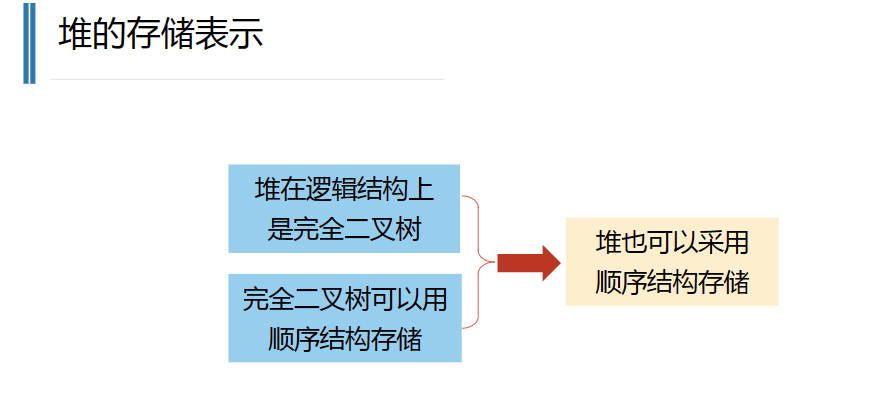 堆的存储表示
堆在逻辑结构上
是完全二叉树
完全二叉树可以用
顺序结构存储
堆也可以采用
顺序结构存储